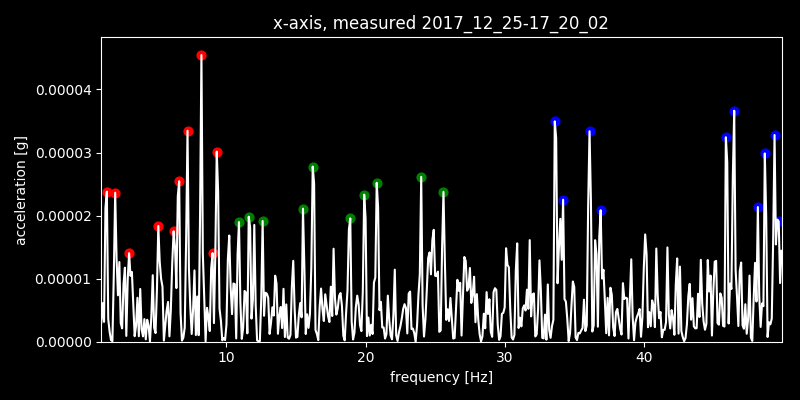 x-axis, measured 2017_12_25-17_20_02
0.00004
0.00003
0.00002
0.00001
0.00000
acceleration [g]
10 20 30 40
frequency [Hz]